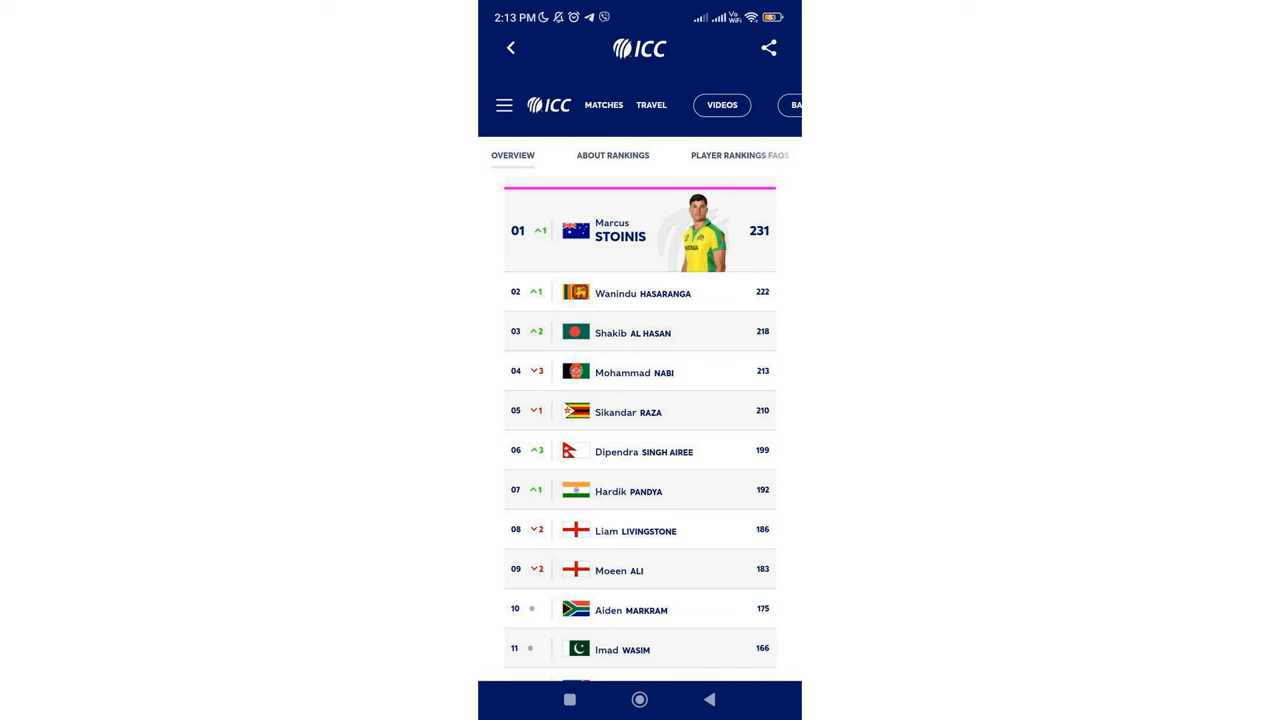 2:13 PM Vo WiFi
ICC
ICC MATCHES TRAVEL VIDEOS BA
OVERVIEW ABOUT RANKINGS PLAYER RANKINGS FAQS
01 1 Marcus STOINIS 231
02 1 Wanindu HASARANGA 222
03 2 Shakib AL HASAN 218
04 3 Mohammad NABI 213
05 1 Sikandar RAZA 210
06 3 Dipendra SINGH AIREE 199
07 1 Hardik PANDYA 192
08 2 Liam LIVINGSTONE 186
09 2 Moeen ALI 183
10 Aiden MARKRAM 175
11 Imad WASIM 166